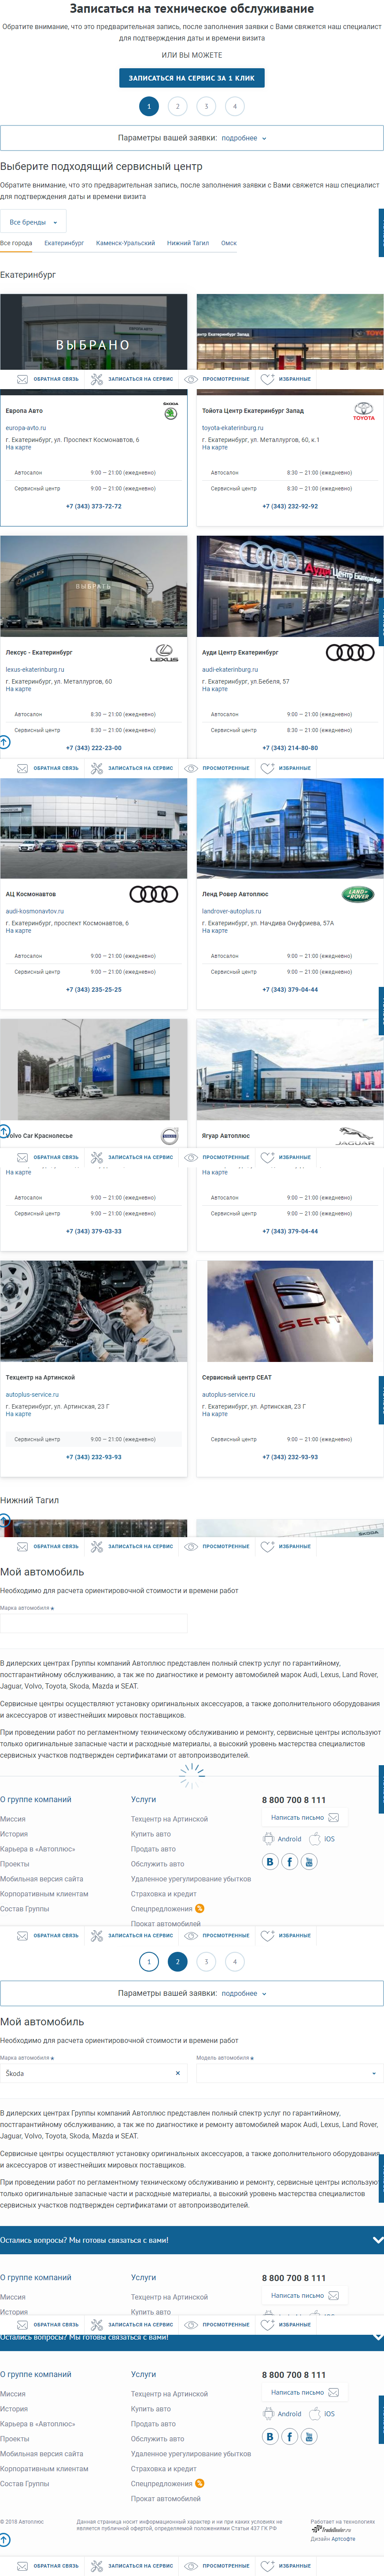 Записаться на техническое обслуживание
Обратите внимание, что это предварительная запись, после заполнения заявки с Вами свяжется наш специалист
для подтверждения даты и времени визита
ИЛИ ВЫ МОЖЕТЕ
ЗАПИСАТЬСЯ НА СЕРВИС ЗА 1 КЛИК
1 2 3 4
Параметры вашей заявки: подробнее
Выберите подходящий сервисный центр
Обратите внимание, что это предварительная запись, после заполнения заявки с Вами свяжется наш специалист
для подтверждения даты и времени визита
Все бренды
Все города Екатеринбург Каменск-Уральский Нижний Тагил Омск
Екатеринбург
ВЫБРАНО
ОБРАТНАЯ СВЯЗЬ ЗАПИСАТЬСЯ НА СЕРВИС ПРОСМОТРЕННЫЕ ИЗБРАННЫЕ
Европа Авто
SKODA
europa-avto.ru
г. Екатеринбург, ул. Проспект Космонавтов, 6
На карте
Автосалон 9:00 — 21:00 (ежедневно)
Сервисный центр 9:00 — 21:00 (ежедневно)
+7 (343) 373-72-72
Тойота Центр Екатеринбург Запад
TOYOTA
toyota-ekaterinburg.ru
г. Екатеринбург, ул. Металлургов, 60, к.1
На карте
Автосалон 8:30 — 21:00 (ежедневно)
Сервисный центр 8:30 — 21:00 (ежедневно)
+7 (343) 232-92-92
ВЫБРАТЬ
Лексус - Екатеринбург
LEXUS
lexus-ekaterinburg.ru
г. Екатеринбург, ул. Металлургов, 60
На карте
Автосалон 8:30 — 21:00 (ежедневно)
Сервисный центр 8:30 — 21:00 (ежедневно)
+7 (343) 222-23-00
Ауди Центр Екатеринбург
audi-ekaterinburg.ru
г. Екатеринбург, ул.Бебеля, 57
На карте
Автосалон 9:00 — 21:00 (ежедневно)
Сервисный центр 8:30 — 21:00 (ежедневно)
+7 (343) 214-80-80
ОБРАТНАЯ СВЯЗЬ ЗАПИСАТЬСЯ НА СЕРВИС ПРОСМОТРЕННЫЕ ИЗБРАННЫЕ
АЦ Космонавтов
audi-kosmonavtov.ru
г. Екатеринбург, проспект Космонавтов, 6
На карте
Автосалон 9:00 — 21:00 (ежедневно)
Сервисный центр 9:00 — 21:00 (ежедневно)
+7 (343) 235-25-25
Ленд Ровер Автоплюс
LAND ROVER
landrover-autoplus.ru
г. Екатеринбург, ул. Начдива Онуфриева, 57А
На карте
Автосалон 9:00 — 21:00 (ежедневно)
Сервисный центр 9:00 — 21:00 (ежедневно)
+7 (343) 379-04-44
Volvo Car Краснолесье
Ягуар Автоплюс
JAGUAR
ОБРАТНАЯ СВЯЗЬ ЗАПИСАТЬСЯ НА СЕРВИС ПРОСМОТРЕННЫЕ ИЗБРАННЫЕ
На карте
Автосалон 9:00 — 21:00 (ежедневно)
Сервисный центр 9:00 — 21:00 (ежедневно)
+7 (343) 379-03-33
На карте
Автосалон 9:00 — 21:00 (ежедневно)
Сервисный центр 9:00 — 21:00 (ежедневно)
+7 (343) 379-04-44
SEAT
Техцентр на Артинской
autoplus-service.ru
г. Екатеринбург, ул. Артинская, 23 Г
На карте
Сервисный центр 9:00 — 21:00 (ежедневно)
+7 (343) 232-93-93
Сервисный центр СЕАТ
autoplus-service.ru
г. Екатеринбург, ул. Артинская, 23 Г
На карте
Сервисный центр 9:00 — 21:00 (ежедневно)
+7 (343) 232-93-93
Нижний Тагил
ОБРАТНАЯ СВЯЗЬ ЗАПИСАТЬСЯ НА СЕРВИС ПРОСМОТРЕННЫЕ ИЗБРАННЫЕ
Мой автомобиль
Необходимо для расчета ориентировочной стоимости и времени работ
Марка автомобиля
В дилерских центрах Группы компаний Автоплюс представлен полный спектр услуг по гарантийному,
постгарантийному обслуживанию, а так же по диагностике и ремонту автомобилей марок Audi, Lexus, Land Rover,
Jaguar, Volvo, Toyota, Skoda, Mazda и SEAT.
Сервисные центры осуществляют установку оригинальных аксессуаров, а также дополнительного оборудования
и аксессуаров от известнейших мировых поставщиков.
При проведении работ по регламентному техническому обслуживанию и ремонту, сервисные центры используют
только оригинальные запасные части и расходные материалы, а высокий уровень мастерства специалистов
сервисных участков подтвержден сертификатами от автопроизводителей.
О группе компаний
Миссия
История
Карьера в «Автоплюс»
Проекты
Мобильная версия сайта
Корпоративным клиентам
Состав Группы
Услуги
Техцентр на Артинской
Купить авто
Продать авто
Обслужить авто
Удаленное урегулирование убытков
Страховка и кредит
Спецпредложения %
Прокат автомобилей
8 800 700 8 111
Написать письмо
Android IOS
ОБРАТНАЯ СВЯЗЬ ЗАПИСАТЬСЯ НА СЕРВИС ПРОСМОТРЕННЫЕ ИЗБРАННЫЕ
1 2 3 4
Параметры вашей заявки: подробнее
Мой автомобиль
Необходимо для расчета ориентировочной стоимости и времени работ
Марка автомобиля Модель автомобиля
Škoda
В дилерских центрах Группы компаний Автоплюс представлен полный спектр услуг по гарантийному,
постгарантийному обслуживанию, а так же по диагностике и ремонту автомобилей марок Audi, Lexus, Land Rover,
Jaguar, Volvo, Toyota, Skoda, Mazda и SEAT.
Сервисные центры осуществляют установку оригинальных аксессуаров, а также дополнительного оборудования
и аксессуаров от известнейших мировых поставщиков.
При проведении работ по регламентному техническому обслуживанию и ремонту, сервисные центры используют
только оригинальные запасные части и расходные материалы, а высокий уровень мастерства специалистов
сервисных участков подтвержден сертификатами от автопроизводителей.
Остались вопросы? Мы готовы связаться с вами!
О группе компаний Услуги 8 800 700 8 111
Миссия Техцентр на Артинской Написать письмо
История Купить авто
ОБРАТНАЯ СВЯЗЬ ЗАПИСАТЬСЯ НА СЕРВИС ПРОСМОТРЕННЫЕ ИЗБРАННЫЕ
Остались вопросы? Мы готовы связаться с вами!
О группе компаний
Миссия
История
Карьера в «Автоплюс»
Проекты
Мобильная версия сайта
Корпоративным клиентам
Состав Группы
Услуги
Техцентр на Артинской
Купить авто
Продать авто
Обслужить авто
Удаленное урегулирование убытков
Страховка и кредит
Спецпредложения %
Прокат автомобилей
8 800 700 8 111
Написать письмо
Android IOS
© 2018 Автоплюс
Данная страница носит информационный характер и ни при каких условиях не
является публичной офертой, определяемой положениями Статьи 437 ГК РФ
Работает на технологиях
TradeDealer.ru
Дизайн Артсофте
ОБРАТНАЯ СВЯЗЬ ЗАПИСАТЬСЯ НА СЕРВИС ПРОСМОТРЕННЫЕ ИЗБРАННЫЕ